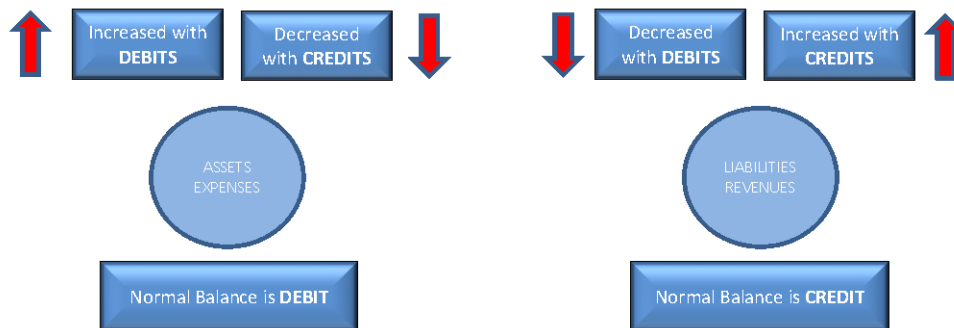 Increased with
DEBITS
Decreased
with CREDITS
Decreased
with DEBITS
Increased with
CREDITS
ASSETS
EXPENSES
LIABILITIES
REVENUES
Normal Balance is DEBIT
Normal Balance is CREDIT